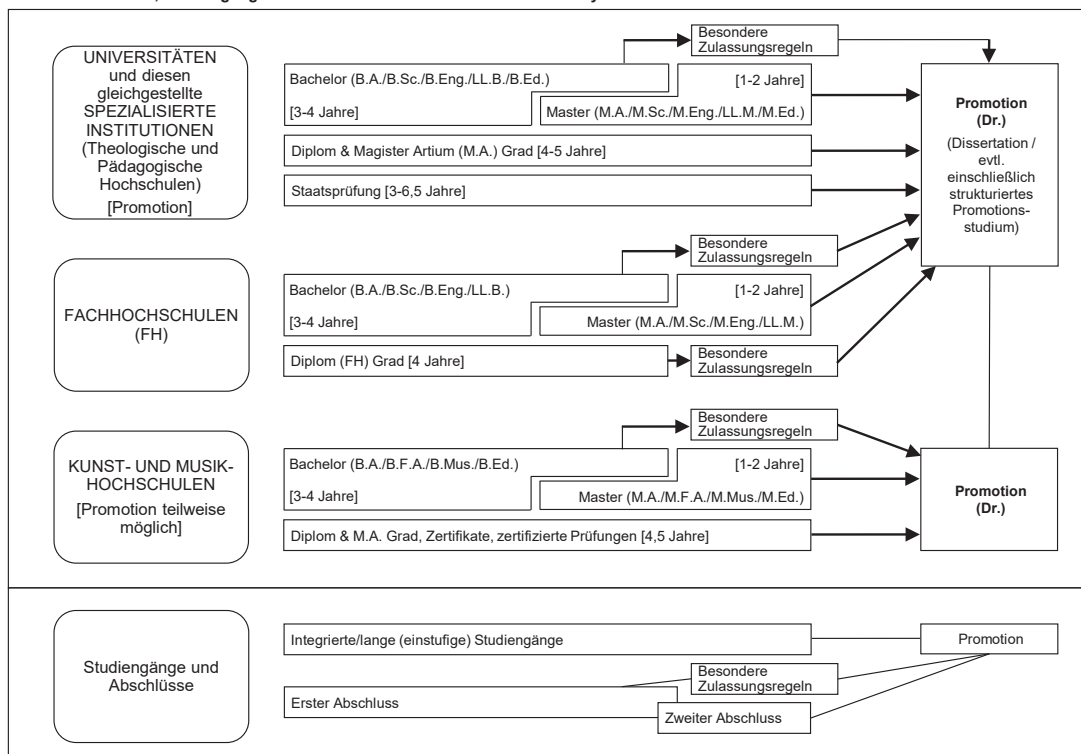 UNIVERSITÄTEN
und diesen
gleichgestellte
SPEZIALISIERTE
INSTITUTIONEN
(Theologische und
Pädagogische
Hochschulen)
[Promotion]
Besondere
Zulassungsregeln
Bachelor (B.A./B.Sc./B.Eng./LL.B./B.Ed.)
[3-4 Jahre]
[1-2 Jahre]
Master (M.A./M.Sc./M.Eng./LL.M./M.Ed.)
Diplom & Magister Artium (M.A.) Grad [4-5 Jahre]
Staatsprüfung [3-6,5 Jahre]
Promotion
(Dr.)
(Dissertation /
evtl.
einschließlich
strukturiertes
Promotions-
studium)
FACHHOCHSCHULEN
(FH)
Besondere
Zulassungsregeln
Bachelor (B.A./B.Sc./B.Eng./LL.B.)
[3-4 Jahre]
[1-2 Jahre]
Master (M.A./M.Sc./M.Eng./LL.M.)
Diplom (FH) Grad [4 Jahre]
Besondere
Zulassungsregeln
KUNST- UND MUSIK-
HOCHSCHULEN
[Promotion teilweise
möglich]
Besondere
Zulassungsregeln
Bachelor (B.A./B.F.A./B.Mus./B.Ed.)
[3-4 Jahre]
[1-2 Jahre]
Master (M.A./M.F.A./M.Mus./M.Ed.)
Diplom & M.A. Grad, Zertifikate, zertifizierte Prüfungen [4,5 Jahre]
Promotion
(Dr.)
Studiengänge und
Abschlüsse
Integrierte/lange (einstufige) Studiengänge
Promotion
Besondere
Zulassungsregeln
Erster Abschluss
Zweiter Abschluss